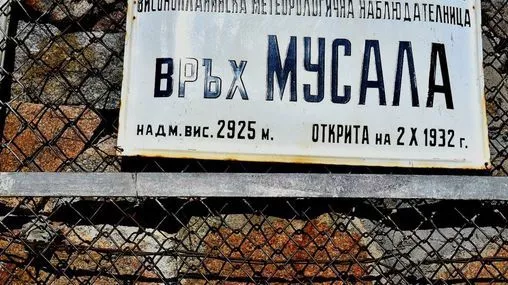 ВИСОКОПЛАНИНСКА МЕТЕОРОЛОГИЧНА НАБЛЮДАТЕЛНИЦА
ВРЪХ МУСАЛА
НАДМ. ВИС. 2925 М. ОТКРИТА НА 2 X 1932 Г.